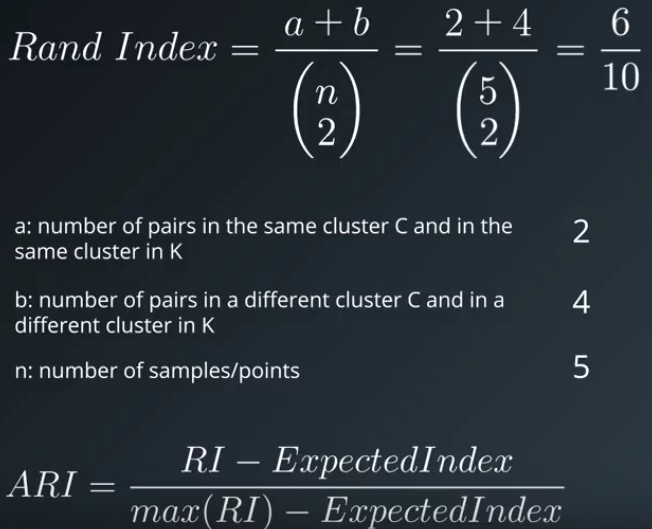 Rand Index = \frac{a + b}{\binom{n}{2}} = \frac{2 + 4}{\binom{5}{2}} = \frac{6}{10}
a: number of pairs in the same cluster C and in the 2
same cluster in K
b: number of pairs in a different cluster C and in a 4
different cluster in K
n: number of samples/points 5
ARI = \frac{RI - ExpectedIndex}{max(RI) - ExpectedIndex}